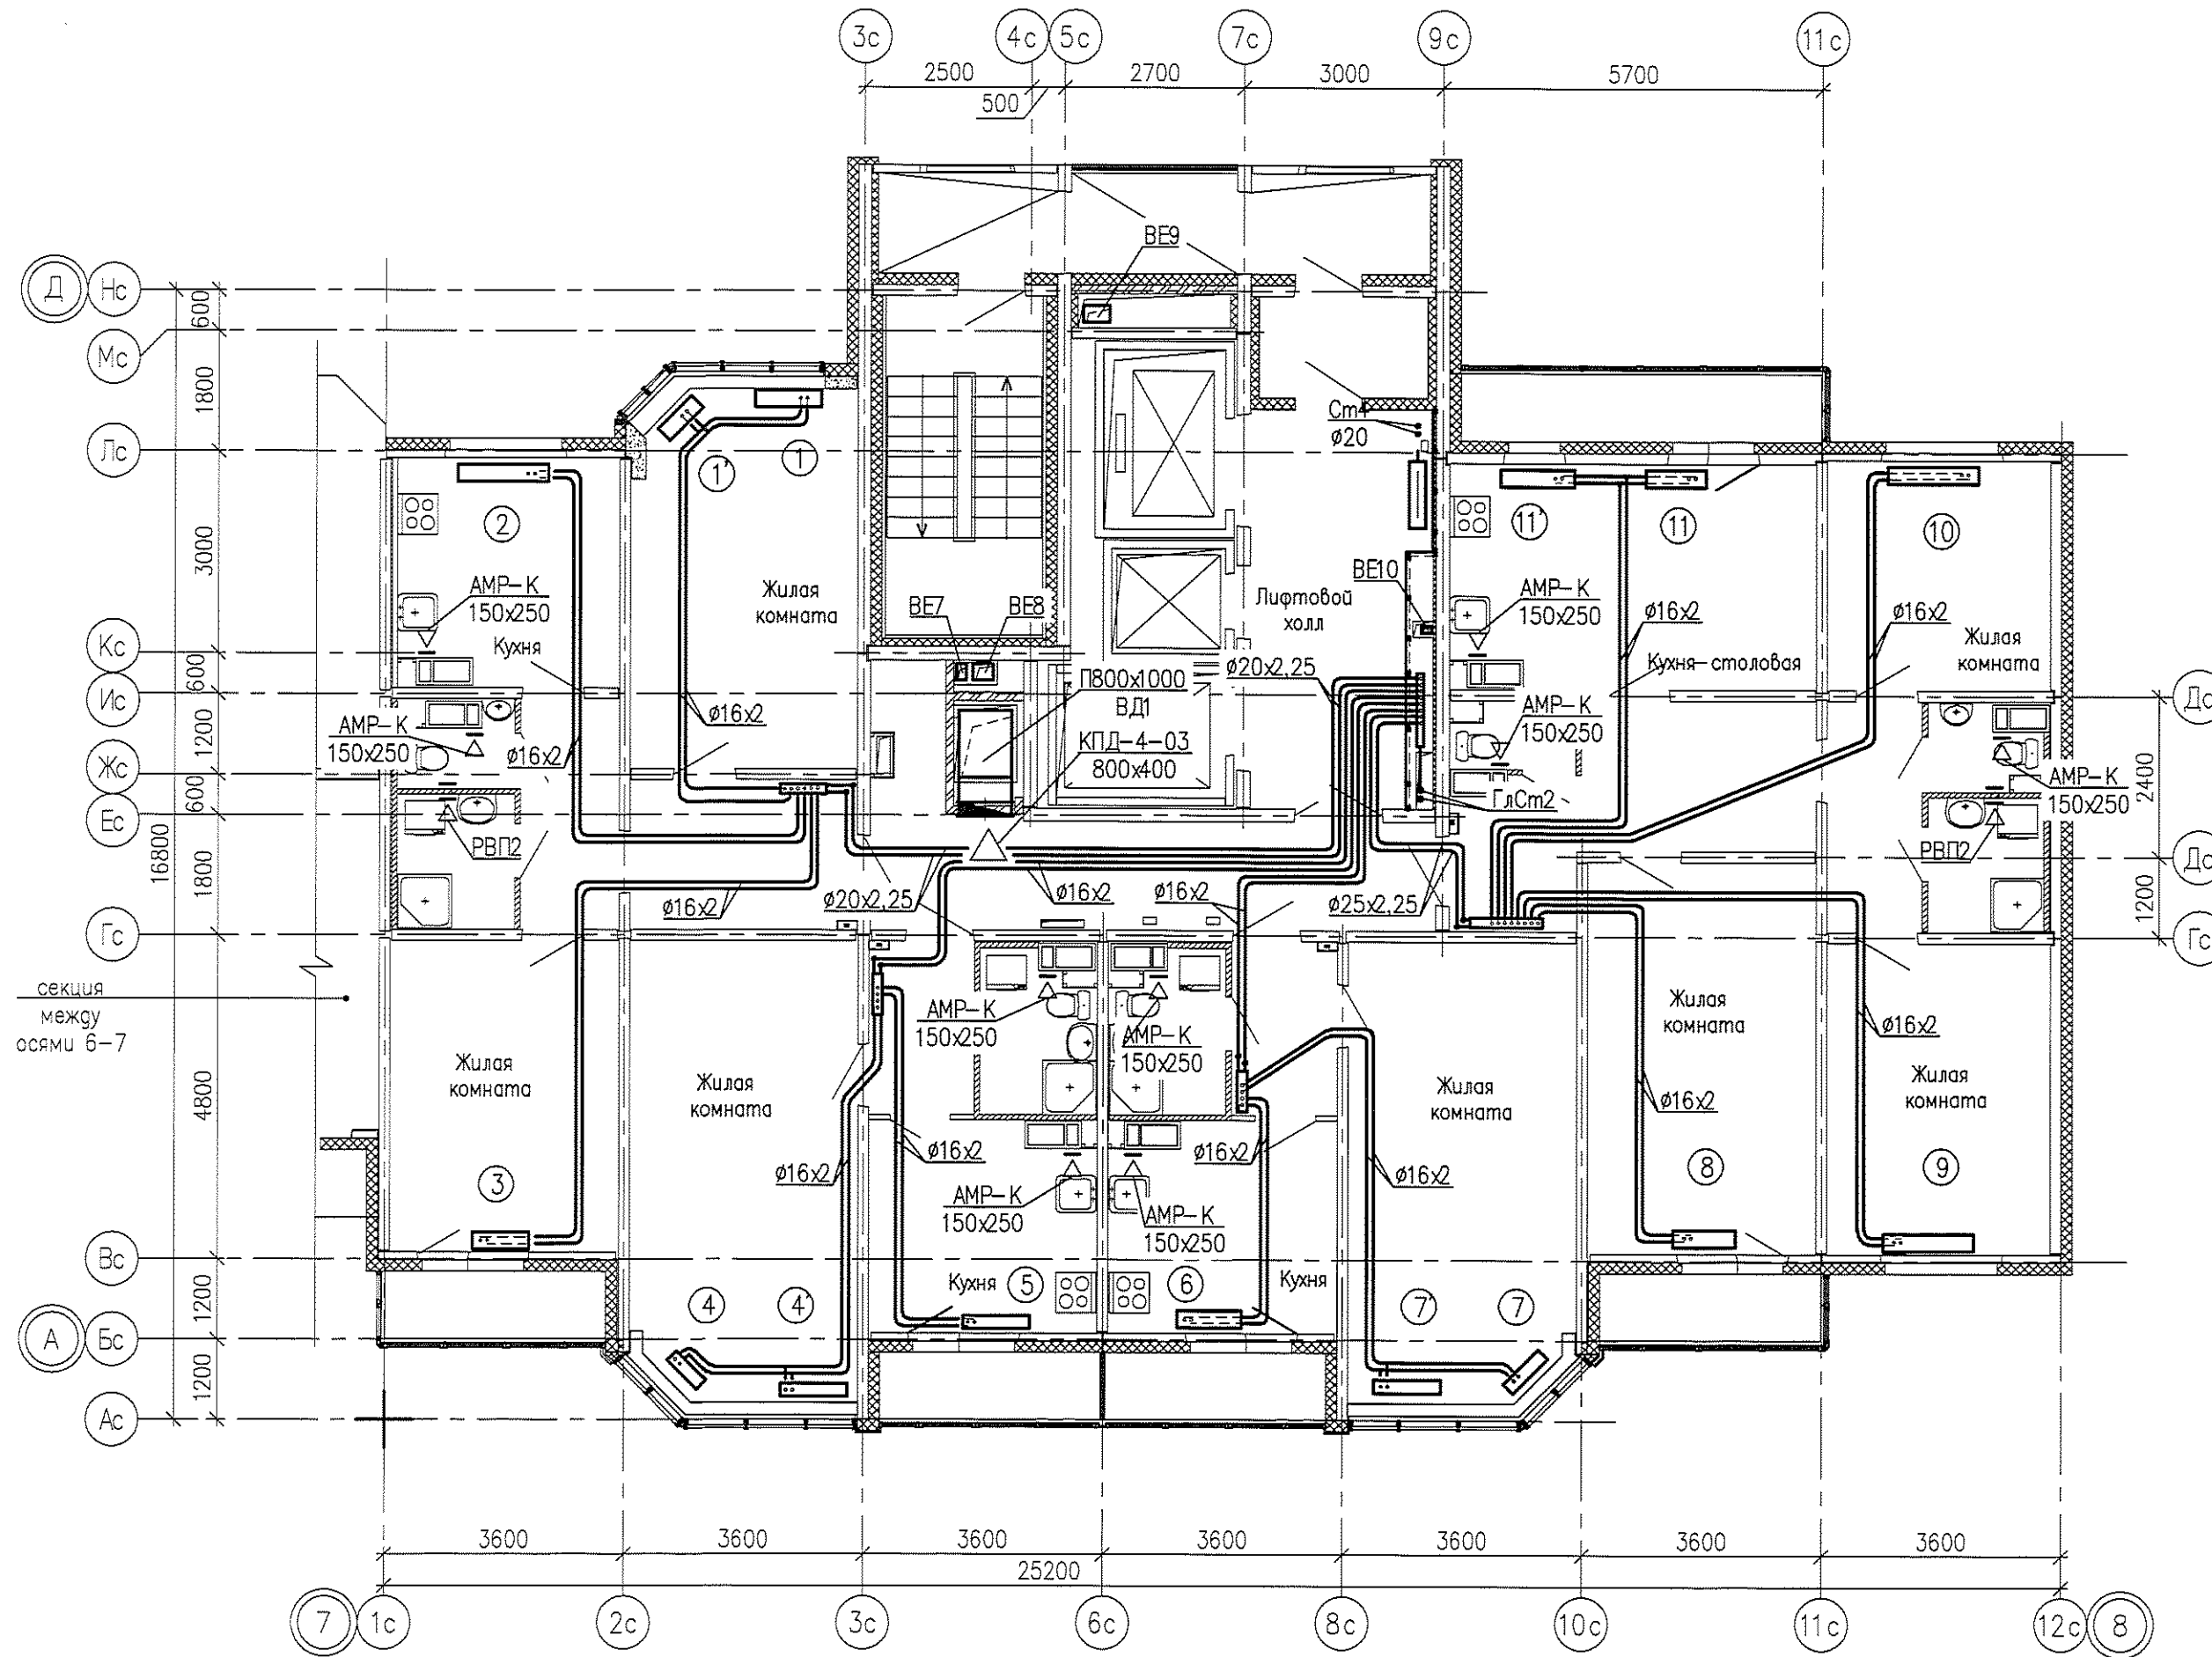 3с
4с
5с
7с
9с
11с
2500
2700
3000
5700
500
ВЕ9
Д
Нс
600
Мс
1800
Ст4
ø20
Лс
1'
1
2
11'
11
10
3000
АМР-К
150х250
Жилая
комната
ВЕ7
ВЕ8
Лифтовой
холл
ВЕ10
АМР-К
150х250
ø16х2
ø16х2
Кс
Кухня
Кухня-столовая
Жилая
комната
600
Ис
П800х1000
ВД1
ø20х2,25
До
1200
АМР-К
150х250
ø16х2
ø16х2
КПД-4-03
800х400
АМР-К
150х250
Жс
АМР-К
150х250
2400
600
Ес
ГлСт2
16800
1800
РВП2
РВП2
До
ø16х2
ø20х2,25
ø16х2
ø16х2
ø25х2,25
1200
Гс
Гс
секция
между
осями 6-7
АМР-К
150х250
АМР-К
150х250
Жилая
комната
ø16х2
4800
Жилая
комната
Жилая
комната
Жилая
комната
Жилая
комната
ø16х2
ø16х2
ø16х2
ø16х2
ø16х2
3
8
9
АМР-К
150х250
АМР-К
150х250
Вс
1200
4
4'
Кухня
5
6
Кухня
7'
7
А
Бс
1200
Ас
3600
3600
3600
3600
3600
3600
3600
25200
7
1с
2с
3с
6с
8с
10с
11с
12с
8